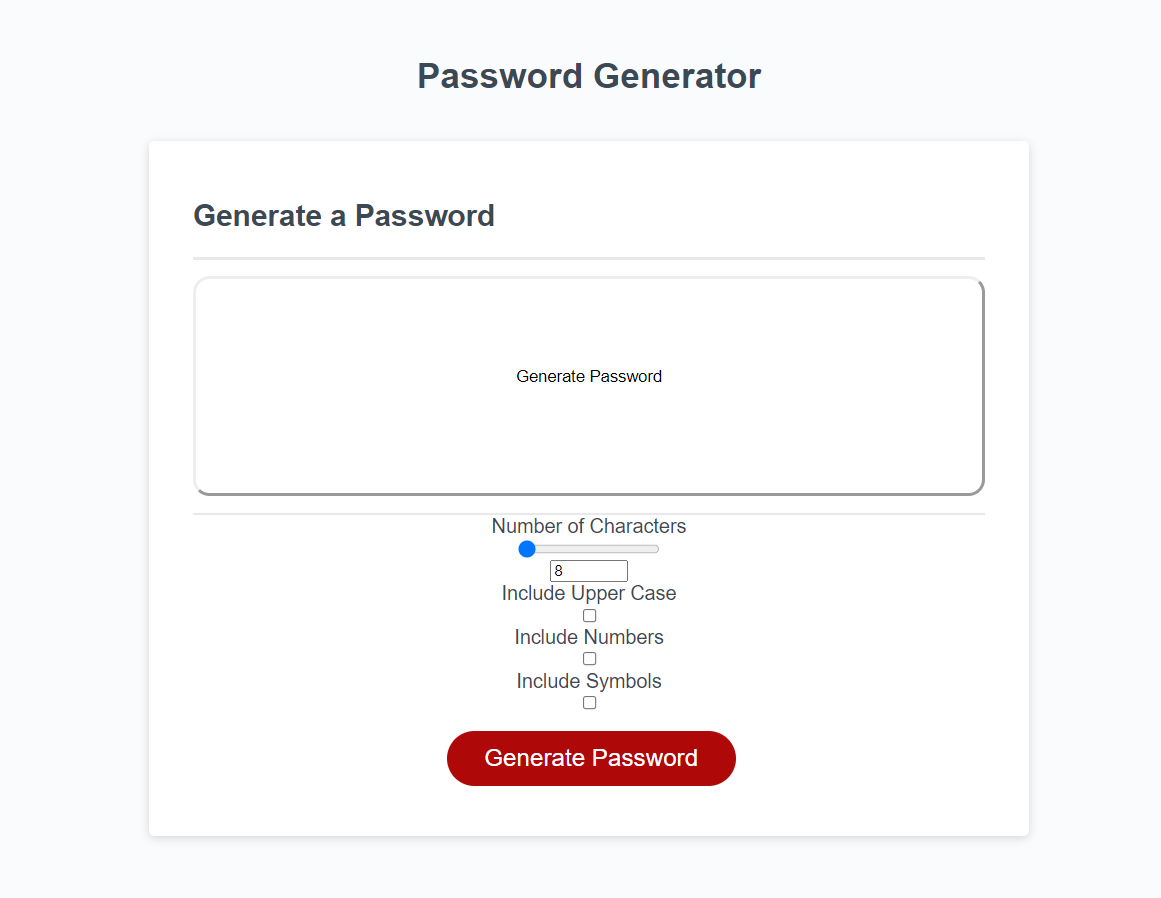 Password Generator
Generate a Password
Generate Password
Number of Characters
8
Include Upper Case
Include Numbers
Include Symbols
Generate Password